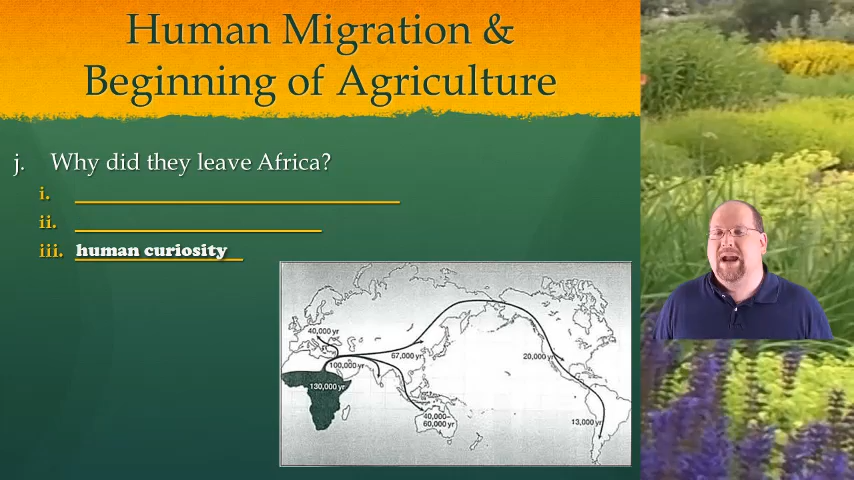 Human Migration &
Beginning of Agriculture
j. Why did they leave Africa?
i.
ii.
iii. human curiosity
40,000 yr
67,000 yr
100,000 yr
130,000 yr
20,000 yr
40,000-
60,000 yr
13,000 yr